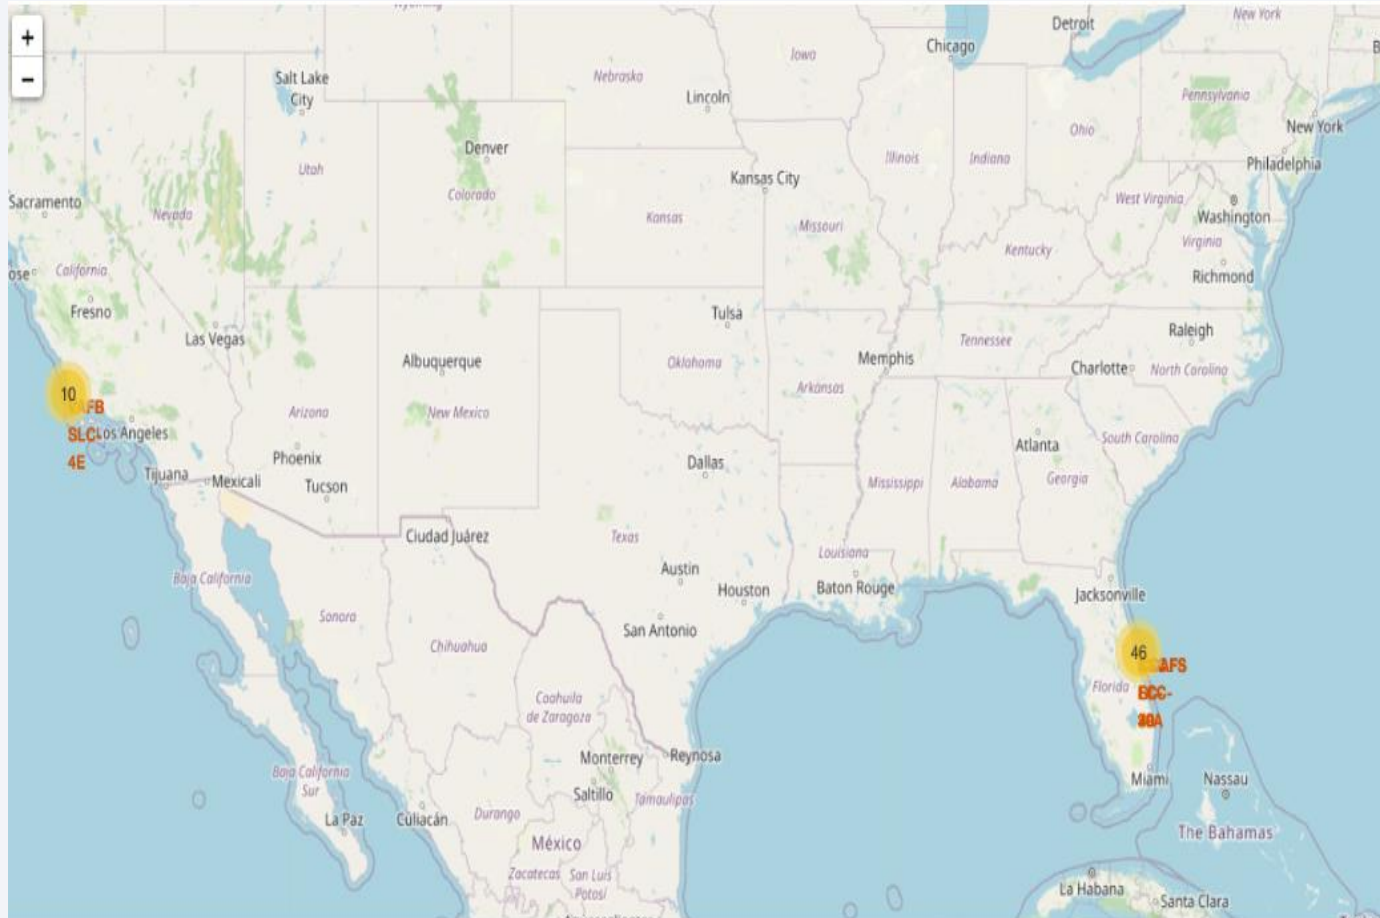 +
−
Wyoming
New York
Detroit
Chicago
Iowa
Nebraska
Salt Lake
City
Lincoln
Pennsylvania
New York
Ohio
Denver
Illinois
Indiana
Philadelphia
Utah
Kansas City
Colorado
West Virginia
Sacramento
Nevada
Kansas
Missouri
Washington
Virginia
Kentucky
ose
California
Richmond
Fresno
Tulsa
Las Vegas
Raleigh
Tennessee
Albuquerque
Oklahoma
Memphis
Charlotte
North Carolina
10
Arkansas
AFB
Arizona
New Mexico
SLC-
Los Angeles
4E
South Carolina
Atlanta
Phoenix
Dallas
Tijuana
Mexicali
Tucson
Mississippi
Alabama
Georgia
Ciudad Juárez
Texas
Louisiana
Austin
Baja California
Houston
Baton Rouge
Jacksonville
Sonora
San Antonio
Chihuahua
46
AFS
Florida
Coahuila
de Zaragoza
Monterrey
Reynosa
Baja California
Sur
Miami
Nassau
Saltillo
Tamaulipas
La Paz
Culiacán
Durango
The Bahamas
México
Zacatecas
San Luis
Potosí
La Habana
Santa Clara